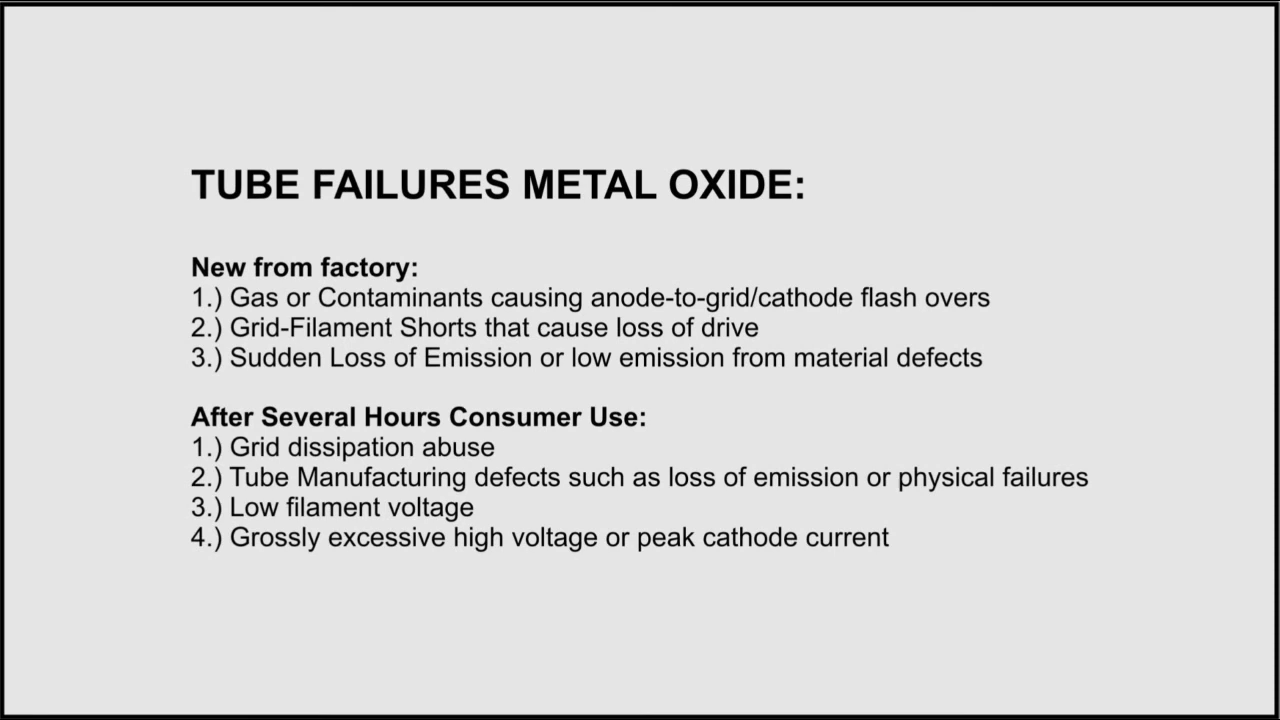 TUBE FAILURES METAL OXIDE:
New from factory:
1.) Gas or Contaminants causing anode-to-grid/cathode flash overs
2.) Grid-Filament Shorts that cause loss of drive
3.) Sudden Loss of Emission or low emission from material defects
After Several Hours Consumer Use:
1.) Grid dissipation abuse
2.) Tube Manufacturing defects such as loss of emission or physical failures
3.) Low filament voltage
4.) Grossly excessive high voltage or peak cathode current